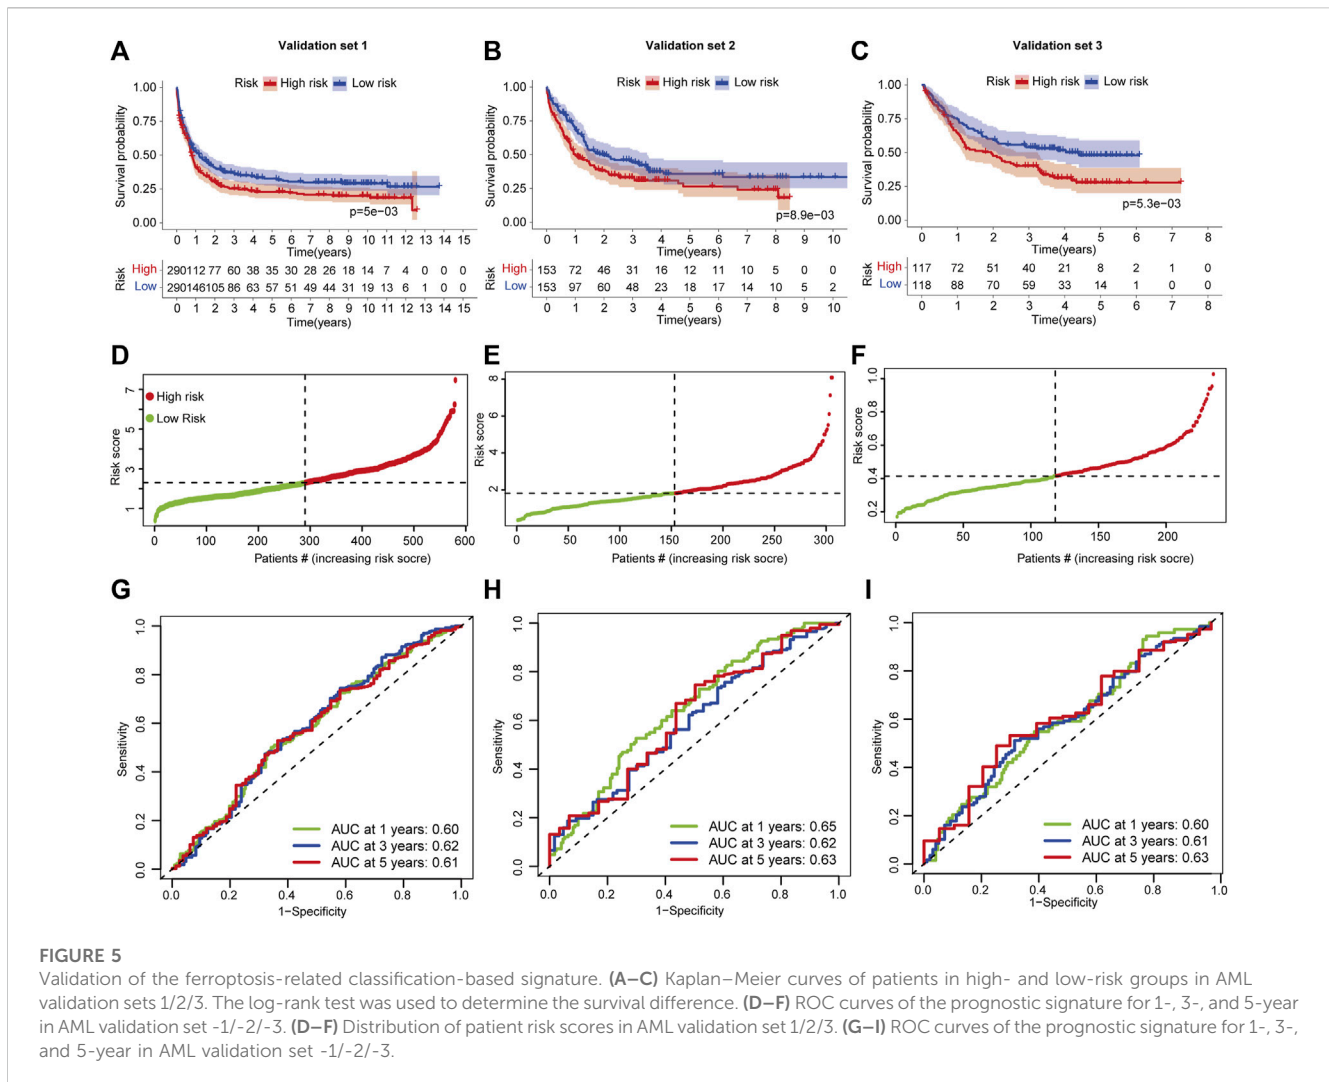 A
Validation set 1
Risk High risk Low risk
Survival probability
1.00
0.75
0.50
0.25
0.00
p=5e−03
0 1 2 3 4 5 6 7 8 9 10 11 12 13 14 15
Time(years)
Risk
High 290112 77 60 38 35 30 28 26 18 14 7 4 0 0 0
Low 290146105 86 63 57 51 49 44 31 19 13 6 1 0 0
0 1 2 3 4 5 6 7 8 9 10 11 12 13 14 15
Time(years)
B
Validation set 2
Risk High risk Low risk
Survival probability
1.00
0.75
0.50
0.25
0.00
p=8.9e−03
0 1 2 3 4 5 6 7 8 9 10
Time(years)
Risk
High 153 72 46 31 16 12 11 10 5 0 0
Low 153 97 60 48 23 18 17 14 10 5 2
0 1 2 3 4 5 6 7 8 9 10
Time(years)
C
Validation set 3
Risk High risk Low risk
Survival probability
1.00
0.75
0.50
0.25
0.00
p=5.3e−03
0 1 2 3 4 5 6 7 8
Time(years)
Risk
High 117 72 51 40 21 8 2 1 0
Low 118 88 70 59 33 14 1 0 0
0 1 2 3 4 5 6 7 8
Time(years)
D
High risk
Low Risk
Risk score
7
5
3
1
0 100 200 300 400 500 600
Patients # (increasing risk socre)
E
Risk score
8
6
4
2
0 50 100 150 200 250 300
Patients # (increasing risk socre)
F
Risk score
1.0
0.8
0.6
0.4
0.2
0 50 100 150 200
Patients # (increasing risk socre)
G
Sensitivity
1.0
0.8
0.6
0.4
0.2
0.0
AUC at 1 years: 0.60
AUC at 3 years: 0.62
AUC at 5 years: 0.61
0.0 0.2 0.4 0.6 0.8 1.0
1−Specificity
H
Sensitivity
1.0
0.8
0.6
0.4
0.2
0.0
AUC at 1 years: 0.65
AUC at 3 years: 0.62
AUC at 5 years: 0.63
0.0 0.2 0.4 0.6 0.8 1.0
1−Specificity
I
Sensitivity
1.0
0.8
0.6
0.4
0.2
0.0
AUC at 1 years: 0.60
AUC at 3 years: 0.61
AUC at 5 years: 0.63
0.0 0.2 0.4 0.6 0.8 1.0
1−Specificity
FIGURE 5
Validation of the ferroptosis-related classification-based signature. (A–C) Kaplan–Meier curves of patients in high- and low-risk groups in AML
validation sets 1/2/3. The log-rank test was used to determine the survival difference. (D–F) ROC curves of the prognostic signature for 1-, 3-, and 5-year
in AML validation set -1/-2/-3. (D–F) Distribution of patient risk scores in AML validation set 1/2/3. (G–I) ROC curves of the prognostic signature for 1-, 3-,
and 5-year in AML validation set -1/-2/-3.